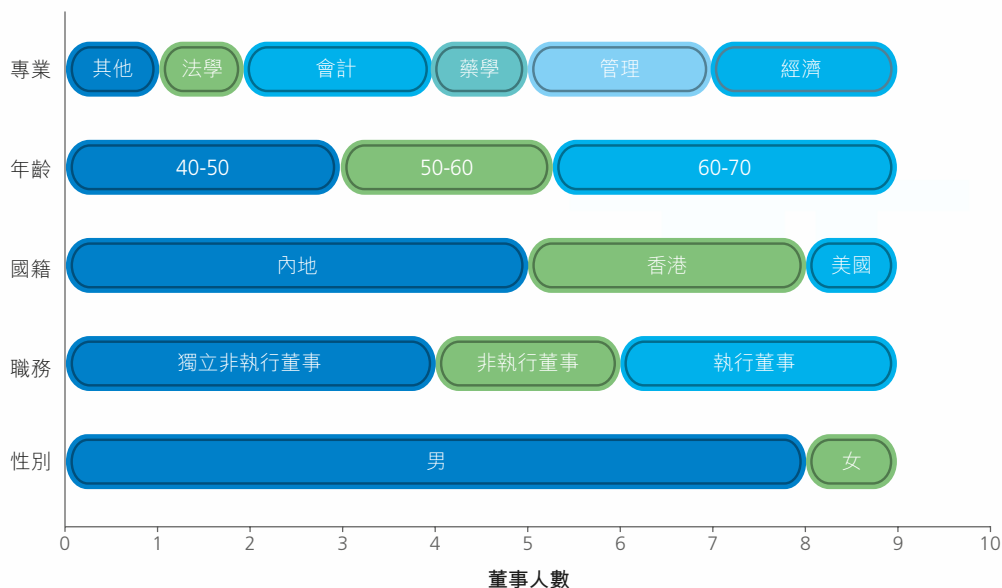 專業 其他 法學 會計 藥學 管理 經濟
年齡 40-50 50-60 60-70
國籍 內地 香港 美國
職務 獨立非執行董事 非執行董事 執行董事
性別 男 女
0 1 2 3 4 5 6 7 8 9 10
董事人數